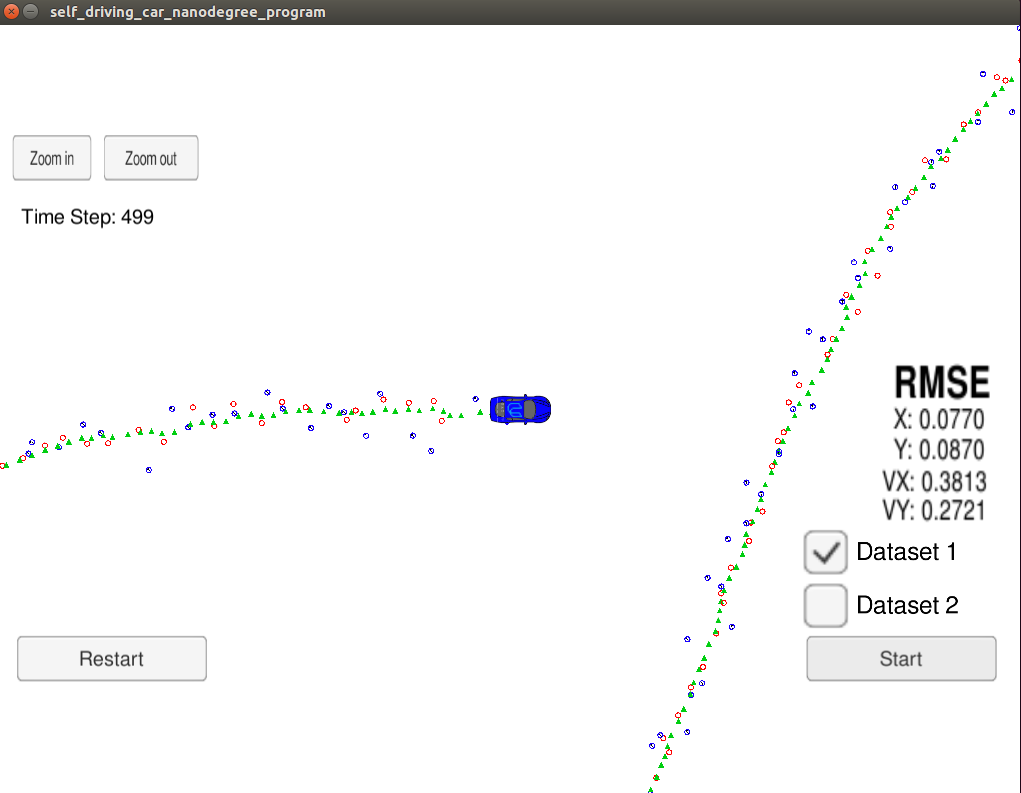 self_driving_car_nanodegree_program
Zoom in
Zoom out
Time Step: 499
RMSE
X: 0.0770
Y: 0.0870
VX: 0.3813
VY: 0.2721
Dataset 1
Dataset 2
Restart
Start